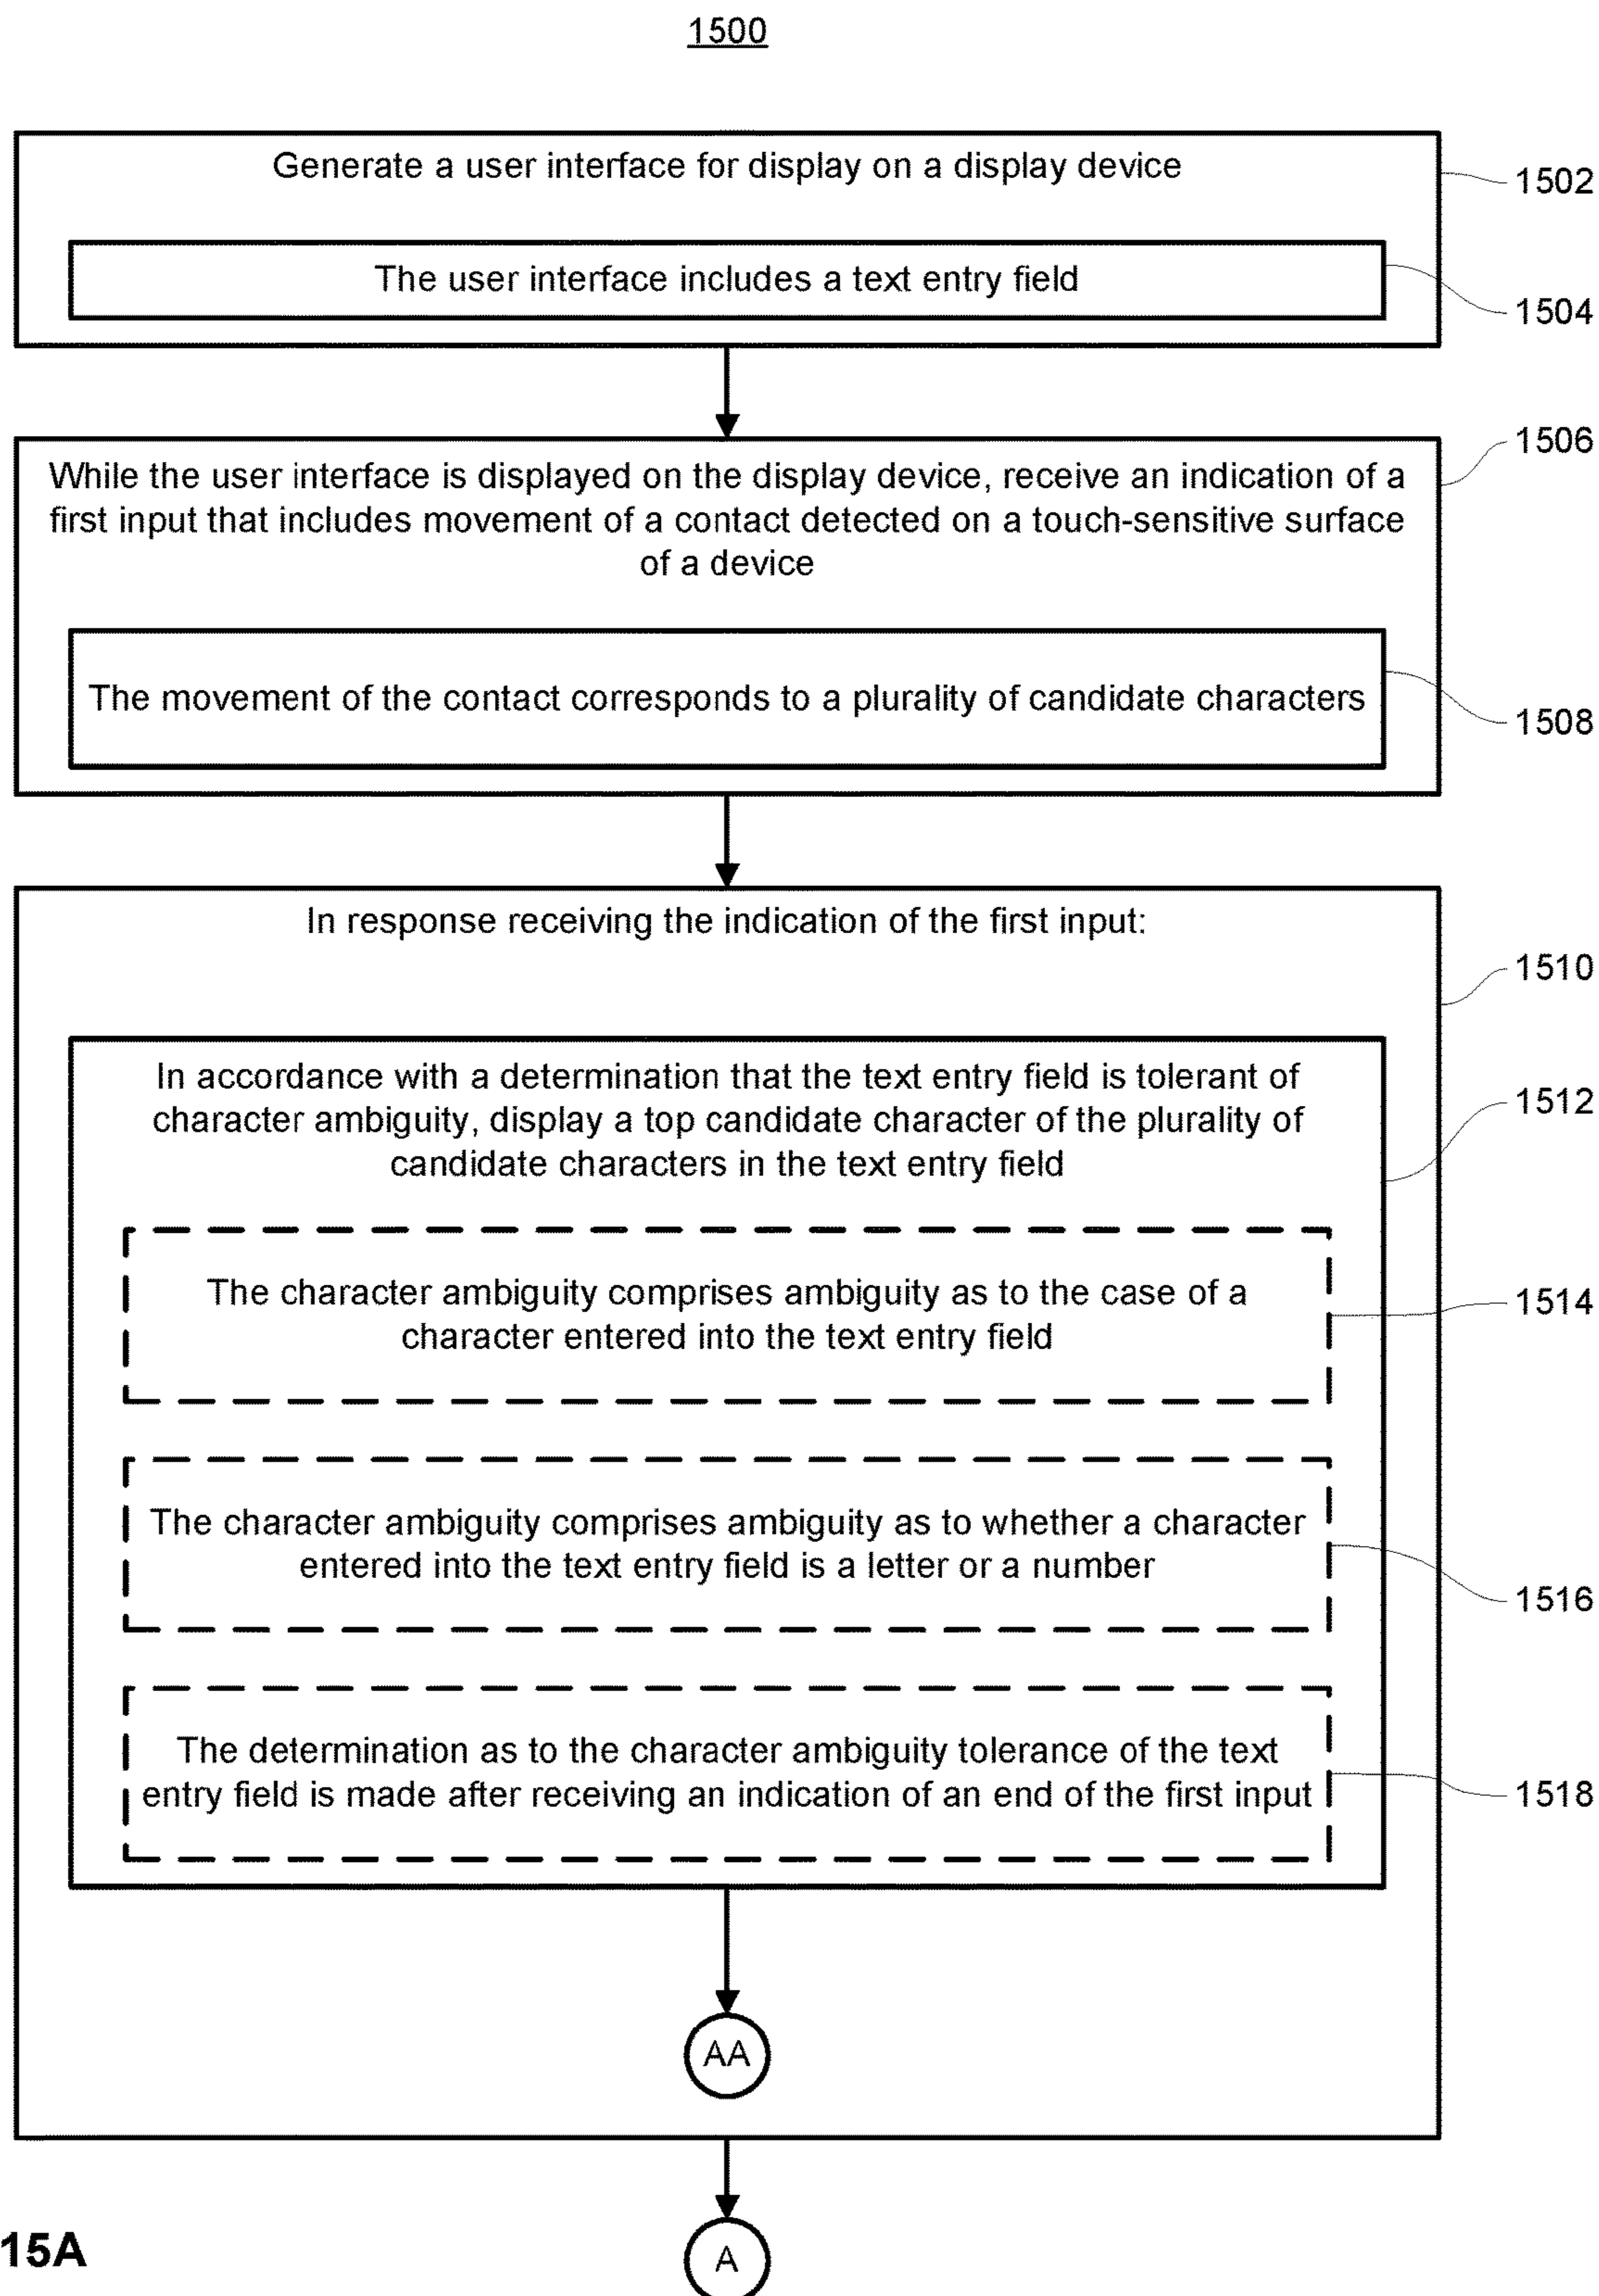 1500
Generate a user interface for display on a display device
1502
The user interface includes a text entry field
1504
1506
While the user interface is displayed on the display device, receive an indication of a
first input that includes movement of a contact detected on a touch-sensitive surface
of a device
The movement of the contact corresponds to a plurality of candidate characters
1508
In response receiving the indication of the first input:
1510
In accordance with a determination that the text entry field is tolerant of
character ambiguity, display a top candidate character of the plurality of
candidate characters in the text entry field
1512
The character ambiguity comprises ambiguity as to the case of a
character entered into the text entry field
1514
The character ambiguity comprises ambiguity as to whether a character
entered into the text entry field is a letter or a number
1516
The determination as to the character ambiguity tolerance of the text
entry field is made after receiving an indication of an end of the first input
1518
AA
15A
A